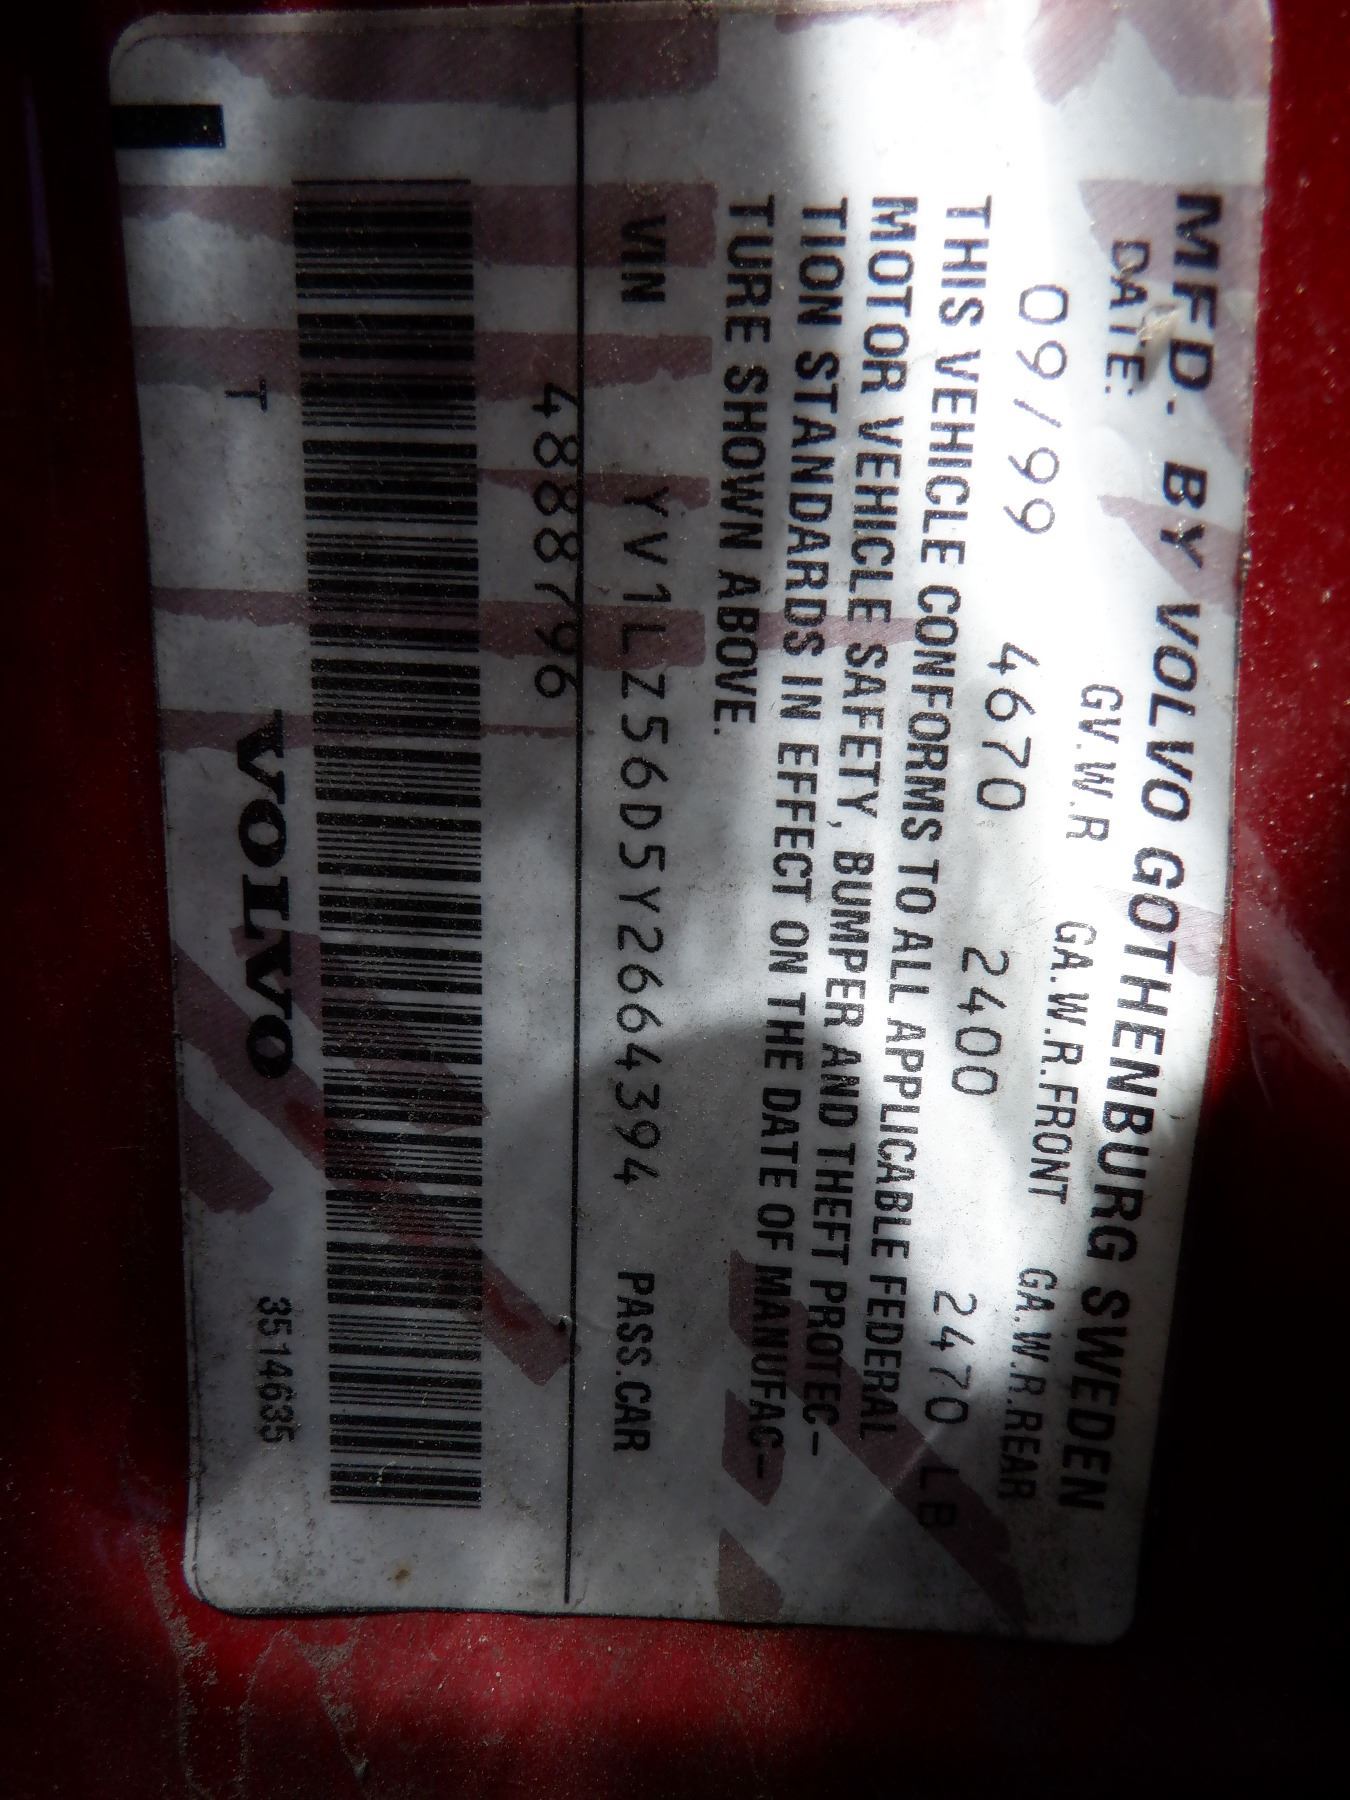 MFD. BY VOLVO GOTHENBURG SWEDEN
DATE: GV.W.R GA.W.R.FRONT GA.W.R.REAR
09/99 4670 2400 2470 LB
THIS VEHICLE CONFORMS TO ALL APPLICABLE FEDERAL
MOTOR VEHICLE SAFETY, BUMPER AND THEFT PROTEC-
TION STANDARDS IN EFFECT ON THE DATE OF MANUFAC-
TURE SHOWN ABOVE.
VIN YV1LZ56D5Y2664394 PASS.CAR
4888796
T VOLVO 3514635